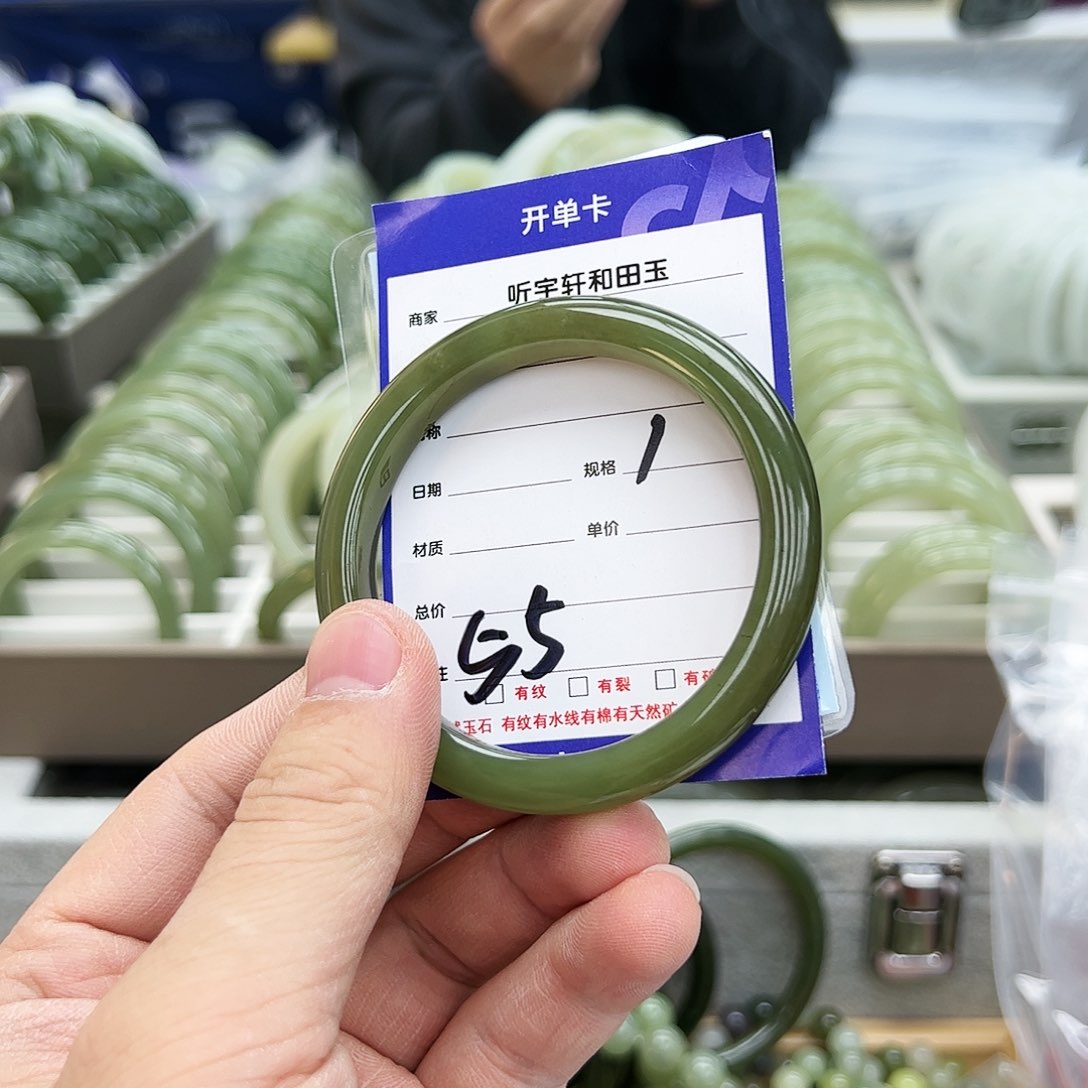 开单卡
听宇轩和田玉
商家
称
规格 1
日期
单价
材质
总价
55
有纹 □ 有裂 □ 有
玉石 有纹有水线有棉有天然矿